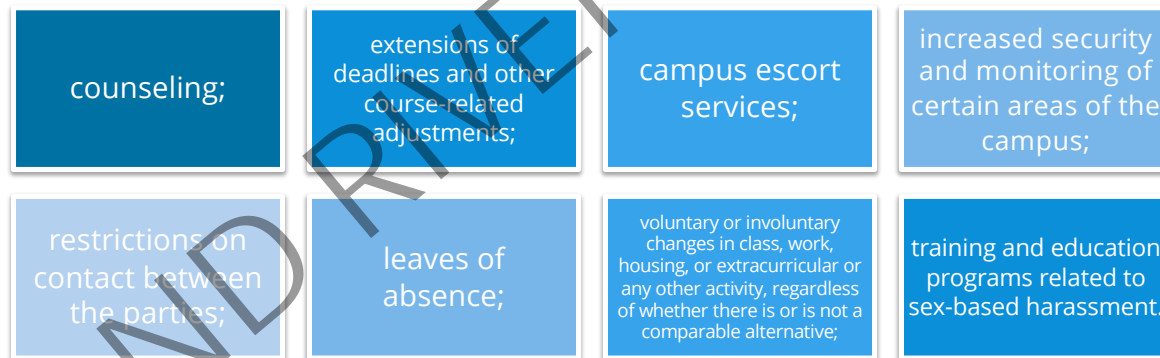 counseling;
extensions of
deadlines and other
course-related
adjustments;
campus escort
services;
increased security
and monitoring of
certain areas of the
campus;
restrictions on
contact between
the parties;
leaves of
absence;
voluntary or involuntary
changes in class, work,
housing, or extracurricular or
any other activity, regardless
of whether there is or is not a
comparable alternative;
training and education
programs related to
sex-based harassment.
ND RIVE